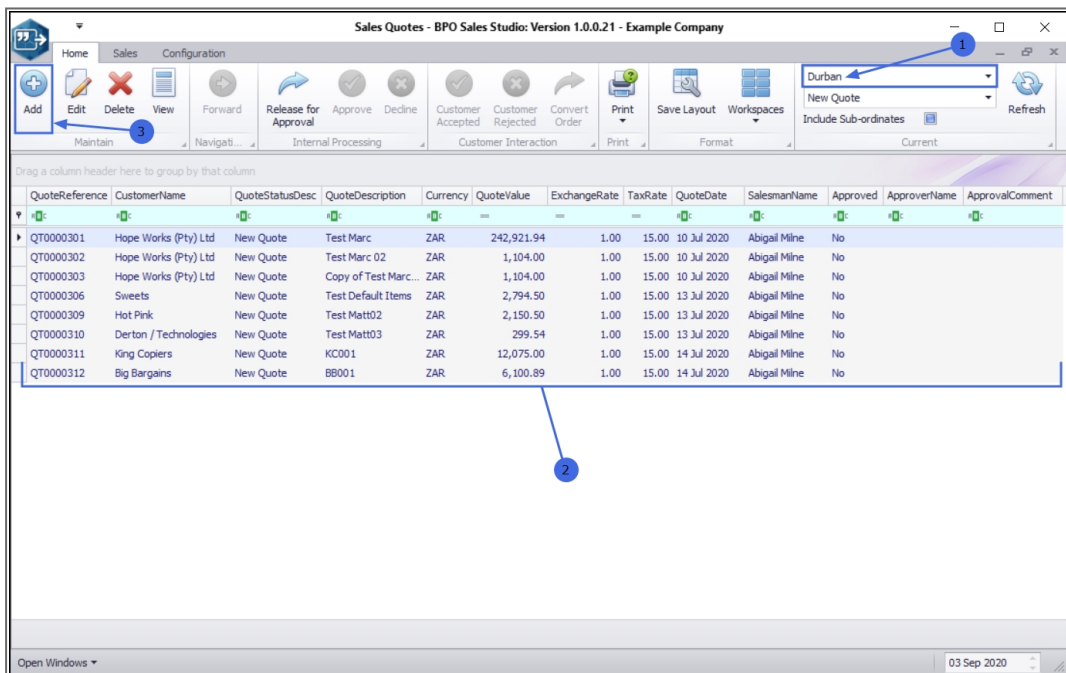 Sales Quotes - BPO Sales Studio: Version 1.0.0.21 - Example Company
1
Home Sales Configuration
Add Edit Delete View Forward Release for Approval Approve Decline Customer Accepted Customer Rejected Convert Order Print Save Layout Workspaces
Durban
New Quote
Include Sub-ordinates
Refresh
3
Maintain Navigati... Internal Processing Customer Interaction Print Format Current
Drag a column header here to group by that column
QuoteReference CustomerName QuoteStatusDesc QuoteDescription Currency QuoteValue ExchangeRate TaxRate QuoteDate SalesmanName Approved ApproverName ApprovalComment
QT0000301 Hope Works (Pty) Ltd New Quote Test Marc ZAR 242,921.94 1.00 15.00 10 Jul 2020 Abigail Milne No
QT0000302 Hope Works (Pty) Ltd New Quote Test Marc 02 ZAR 1,104.00 1.00 15.00 10 Jul 2020 Abigail Milne No
QT0000303 Hope Works (Pty) Ltd New Quote Copy of Test Marc... ZAR 1,104.00 1.00 15.00 10 Jul 2020 Abigail Milne No
QT0000306 Sweets New Quote Test Default Items ZAR 2,794.50 1.00 15.00 13 Jul 2020 Abigail Milne No
QT0000309 Hot Pink New Quote Test Matt02 ZAR 2,150.50 1.00 15.00 13 Jul 2020 Abigail Milne No
QT0000310 Derton / Technologies New Quote Test Matt03 ZAR 299.54 1.00 15.00 13 Jul 2020 Abigail Milne No
QT0000311 King Copiers New Quote KC001 ZAR 12,075.00 1.00 15.00 14 Jul 2020 Abigail Milne No
QT0000312 Big Bargains New Quote BB001 ZAR 6,100.89 1.00 15.00 14 Jul 2020 Abigail Milne No
2
Open Windows 03 Sep 2020